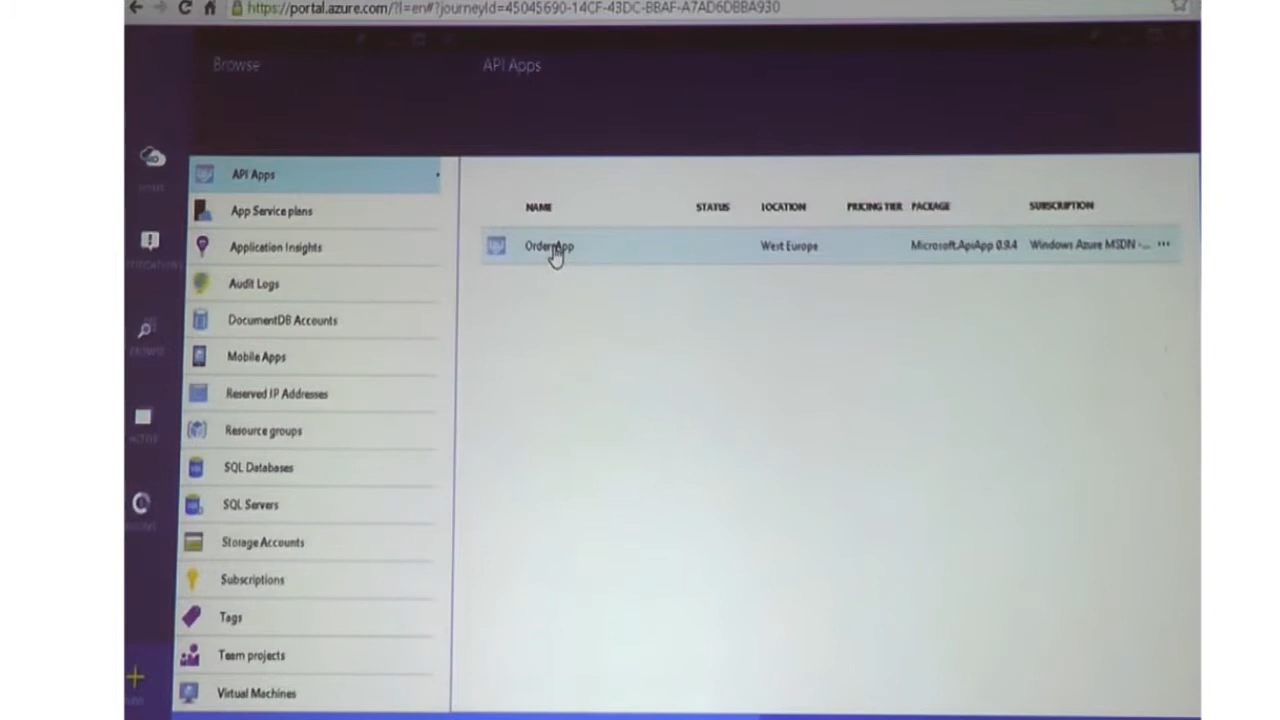 https://portal.azure.com/?l=en#?journeyId=45045690-14CF-43DC-BBAF-A7AD6DBBA930
Browse
API Apps
HOME
NOTIFICATIONS
BROWSE
API Apps
App Service plans
Application Insights
Audit Logs
DocumentDB Accounts
Mobile Apps
Reserved IP Addresses
Resource groups
SQL Databases
SQL Servers
Storage Accounts
Subscriptions
Tags
Team projects
Virtual Machines
NAME STATUS LOCATION PRICING TIER PACKAGE SUBSCRIPTION
West Europe Microsoft.ApiApp 0.9.4 Windows Azure MSDN -... ···